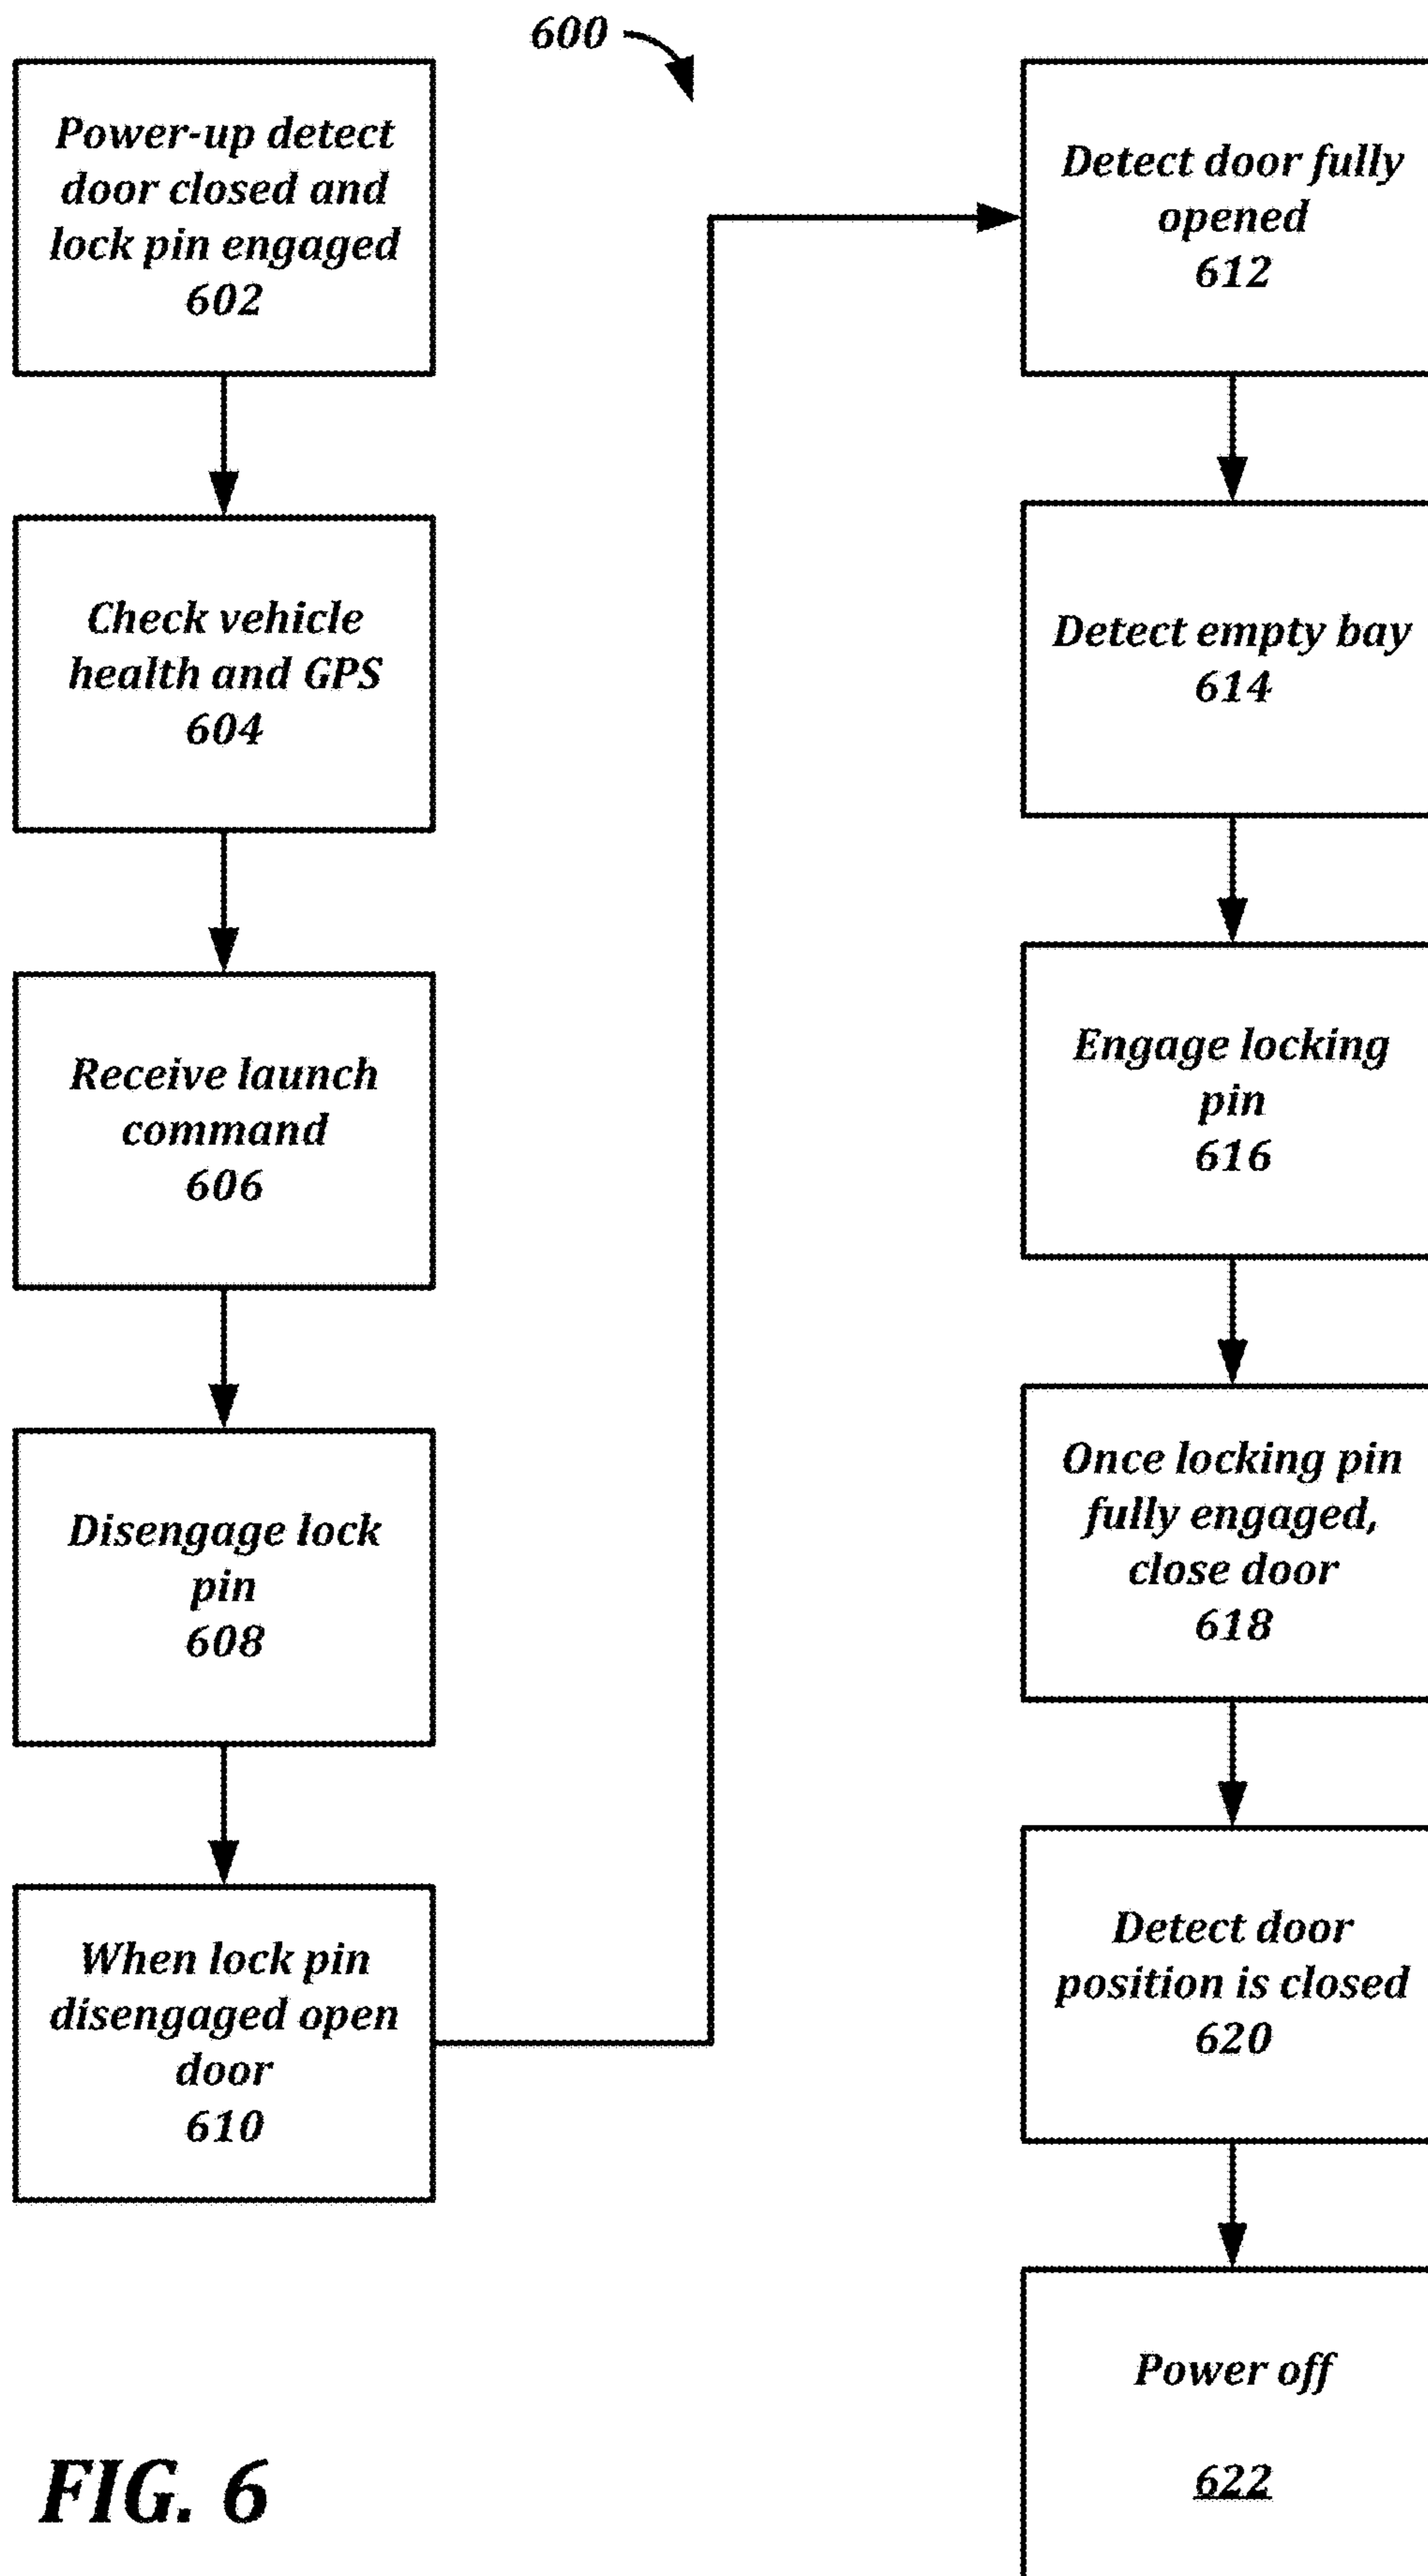 600
Power-up detect
door closed and
lock pin engaged
602
Check vehicle
health and GPS
604
Receive launch
command
606
Disengage lock
pin
608
When lock pin
disengaged open
door
610
Detect door fully
opened
612
Detect empty bay
614
Engage locking
pin
616
Once locking pin
fully engaged,
close door
618
Detect door
position is closed
620
Power off
622
FIG. 6